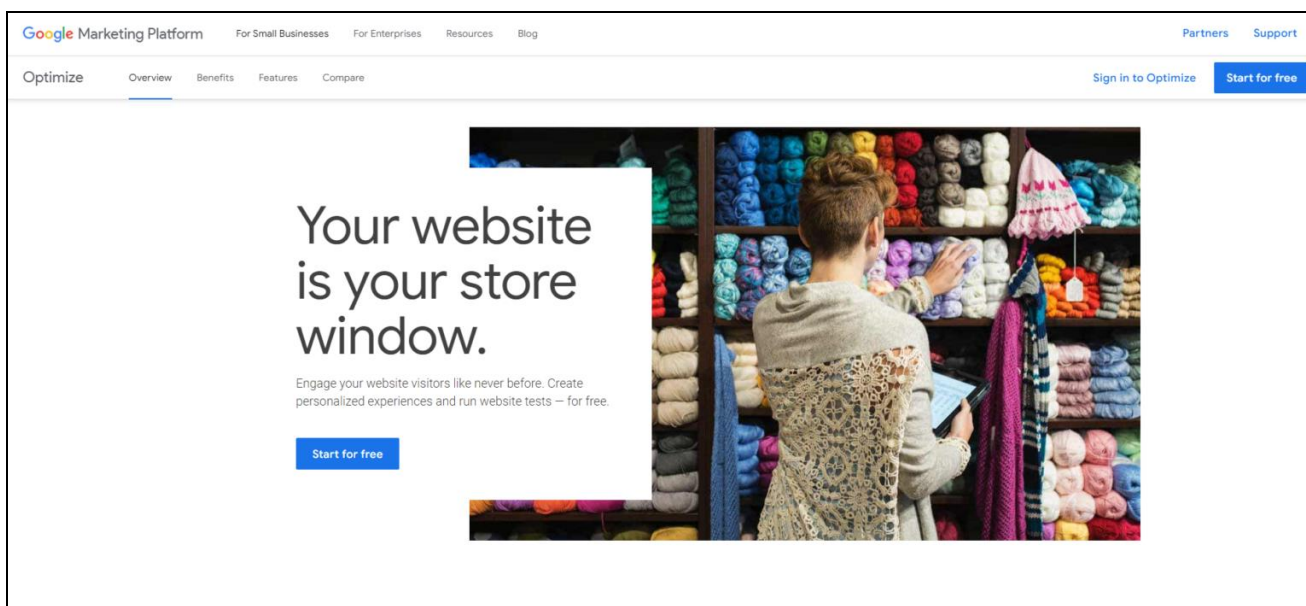 Google Marketing Platform For Small Businesses For Enterprises Resources Blog Partners Support
Optimize Overview Benefits Features Compare Sign in to Optimize Start for free
Your website
is your store
window.
Engage your website visitors like never before. Create
personalized experiences and run website tests — for free.
Start for free